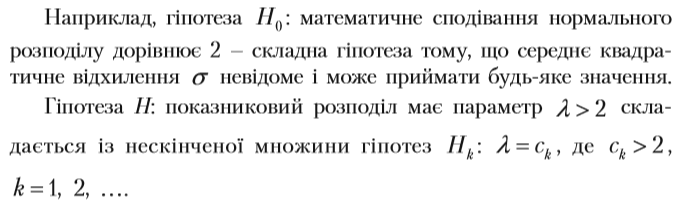 Наприклад, гіпотеза H₀: математичне сподівання нормального
розподілу дорівнює 2 – складна гіпотеза тому, що середнє квадра-
тичне відхилення σ невідоме і може приймати будь-яке значення.
Гіпотеза H: показниковий розподіл має параметр λ > 2 скла-
дається із нескінченої множини гіпотез Hₖ: λ = cₖ, де cₖ > 2,
k = 1, 2, ….